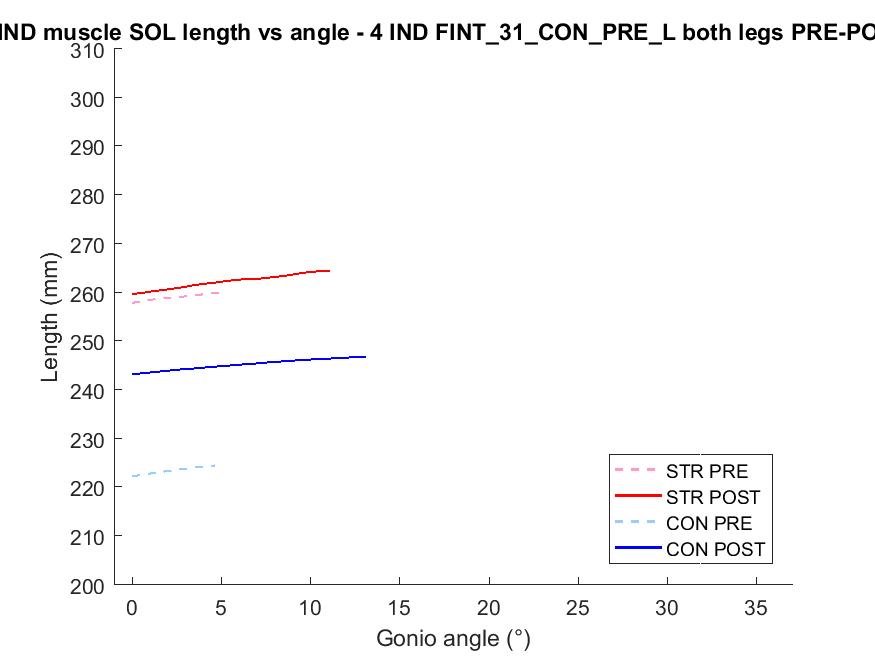 IND muscle SOL length vs angle - 4 IND FINT_31_CON_PRE_L both legs PRE-PO
310
300
290
280
270
260
250
240
230
220
210
200
Length (mm)
0 5 10 15 20 25 30 35
Gonio angle (°)
STR PRE
STR POST
CON PRE
CON POST